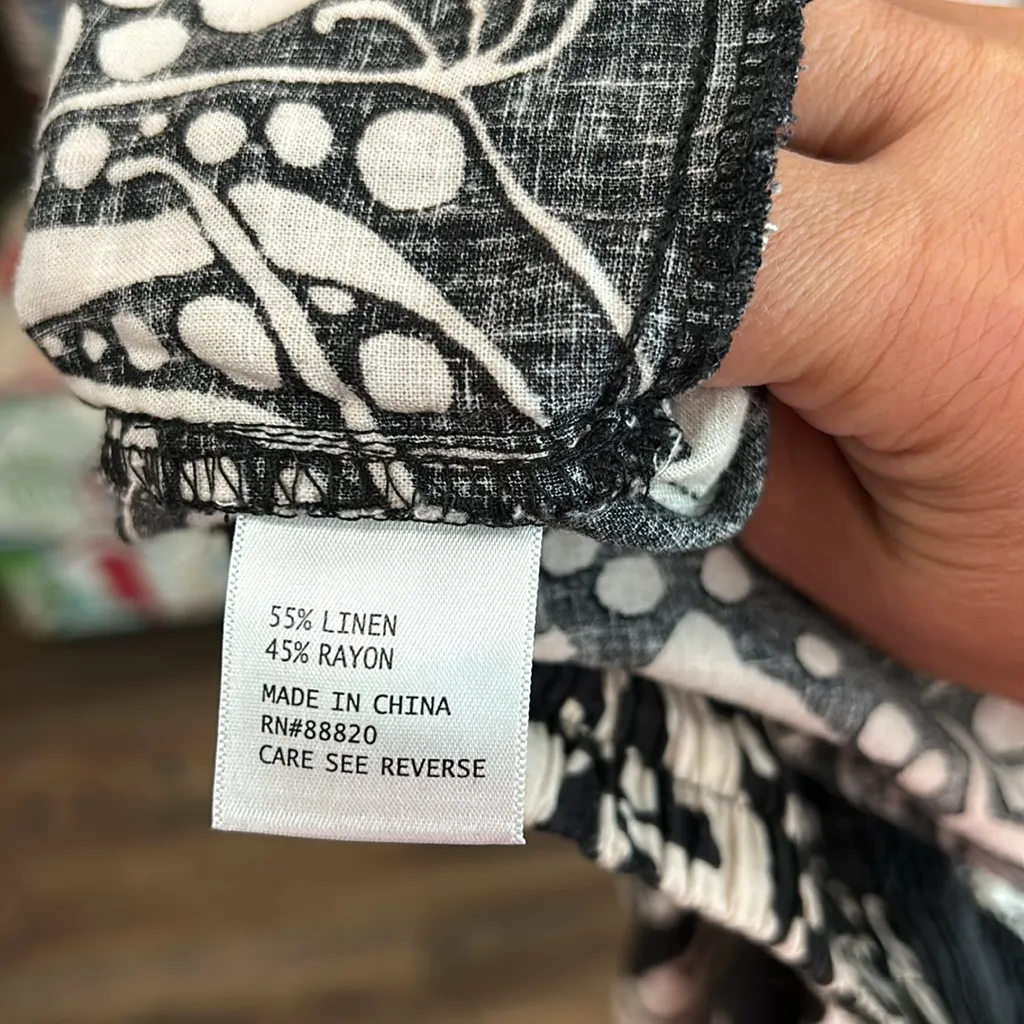 55% LINEN
45% RAYON
MADE IN CHINA
RN#88820
CARE SEE REVERSE